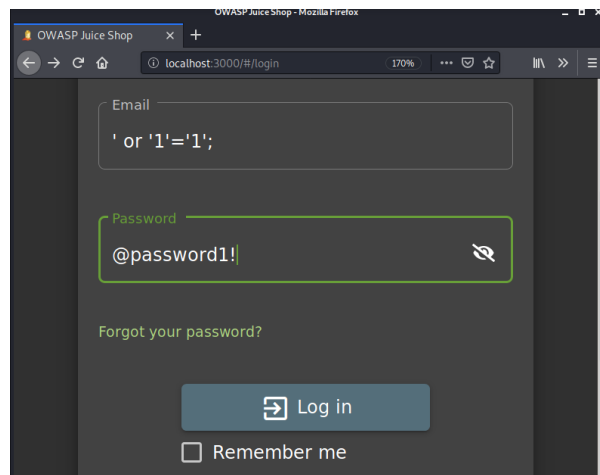 OWASP Juice Shop - Mozilla Firefox
OWASP Juice Shop
localhost:3000/#/login 170%
Email
' or '1'='1';
Password
@password1!
Forgot your password?
Log in
Remember me